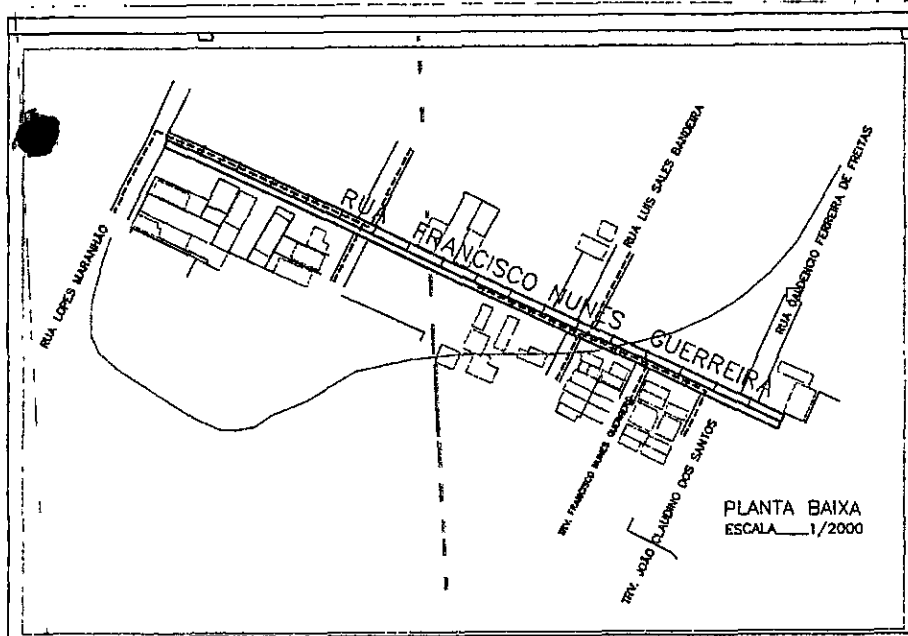 RUA FRANCISCO NUNES GUERREIRA
RUA LOPES MARANHÃO
RUA LUIS SALES BANDEIRA
RUA GAUDENCIO FERREIRA DE FREITAS
TRV. FRANCISCO NUNES
TRV. JOÃO CLAUDINO DOS SANTOS
PLANTA BAIXA
ESCALA 1/2000